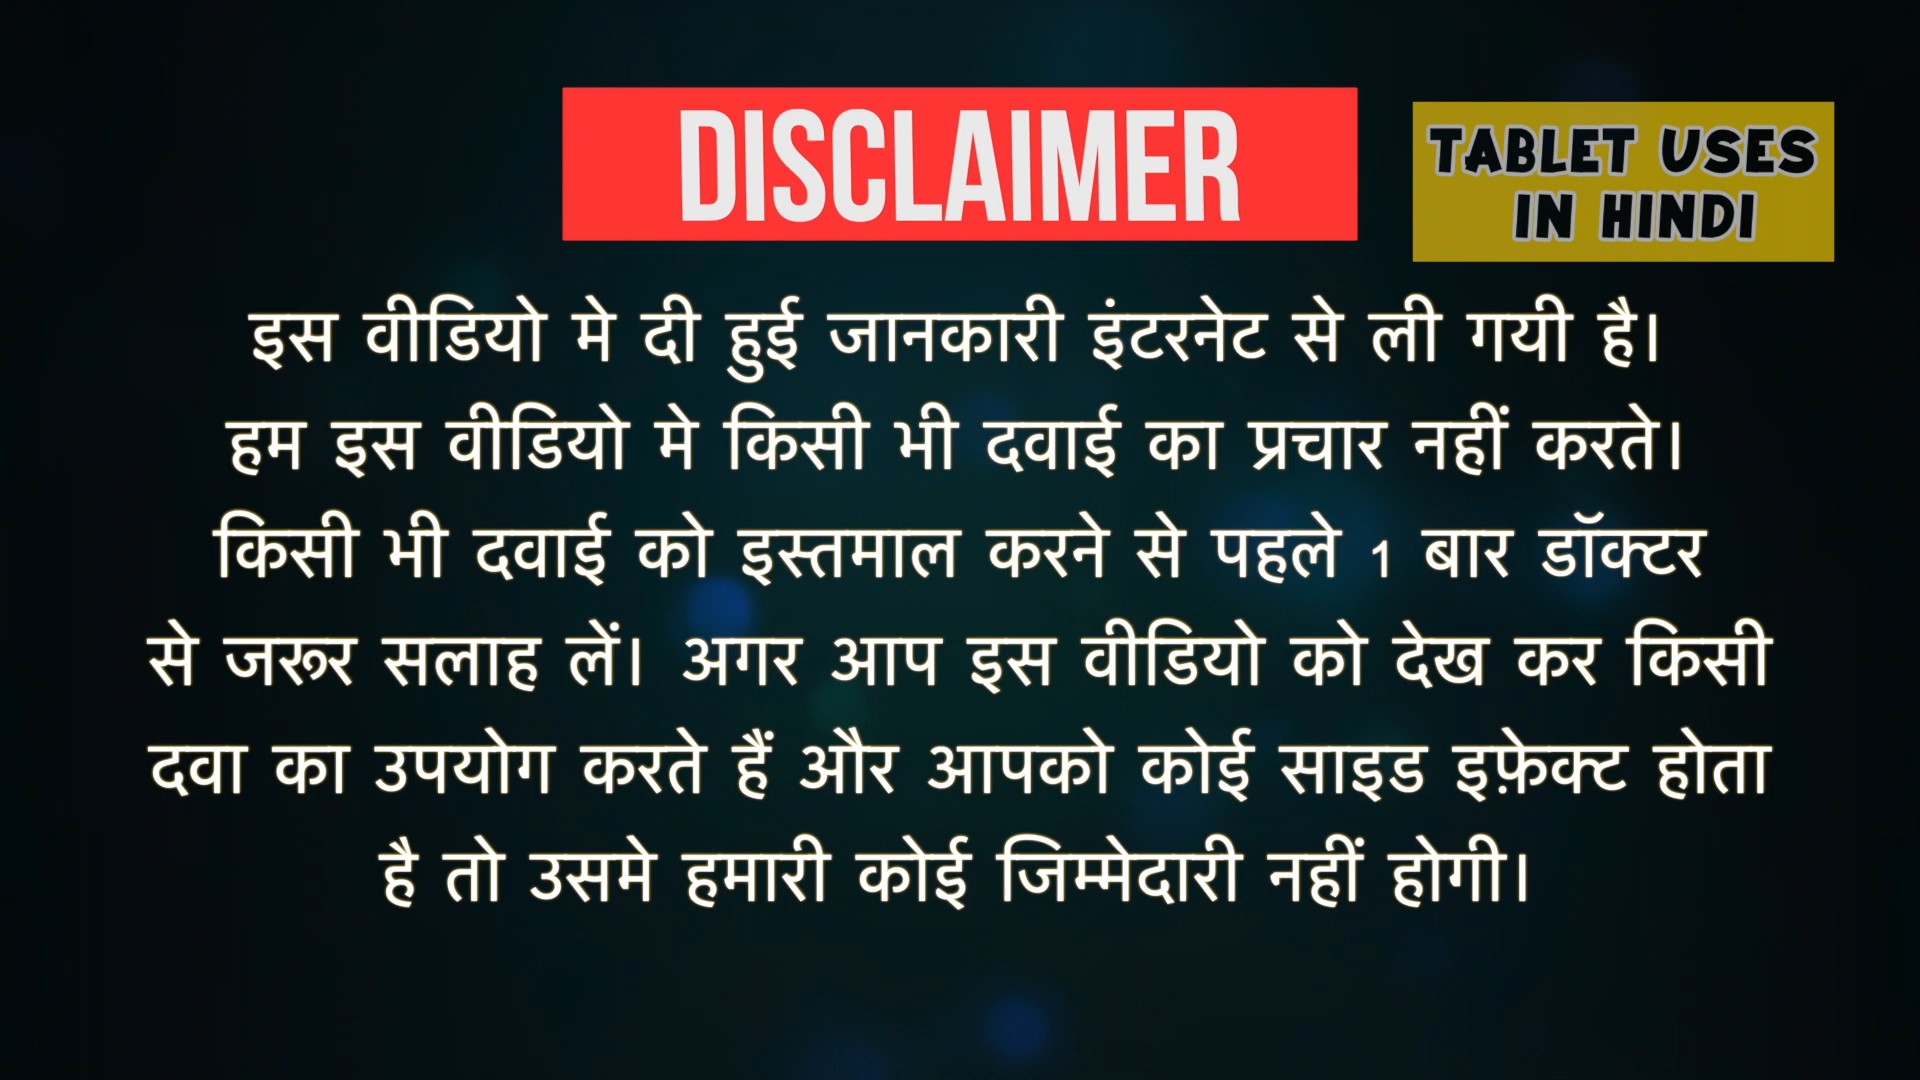 DISCLAIMER
TABLET USES
IN HINDI
इस वीडियो मे दी हुई जानकारी इंटरनेट से ली गयी है।
हम इस वीडियो मे किसी भी दवाई का प्रचार नहीं करते।
किसी भी दवाई को इस्तमाल करने से पहले 1 बार डॉक्टर
से जरूर सलाह लें। अगर आप इस वीडियो को देख कर किसी
दवा का उपयोग करते हैं और आपको कोई साइड इफ़ेक्ट होता
है तो उसमे हमारी कोई जिम्मेदारी नहीं होगी।